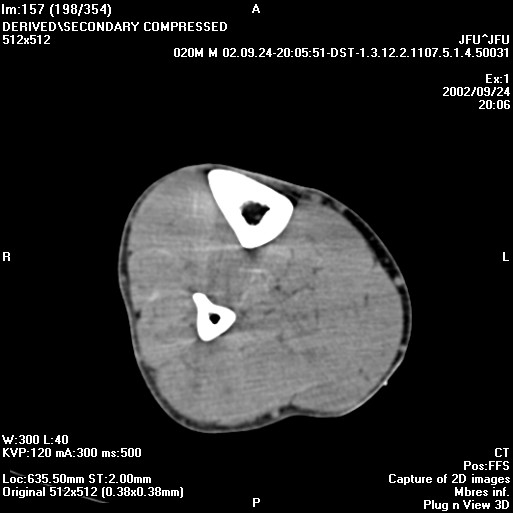 Im:157 (198/354)
A
DERIVED\SECONDARY COMPRESSED
512x512
JFU^JFU
020M M 02.09.24-20:05:51-DST-1.3.12.2.1107.5.1.4.50031
Ex:1
2002/09/24
20:06
R
L
W:300 L:40
KVP:120 mA:300 ms:500
CT
Pos:FFS
Loc:635.50mm ST:2.00mm
Capture of 2D images
Original 512x512 (0.38x0.38mm)
Mbres inf.
P
Plug n View 3D